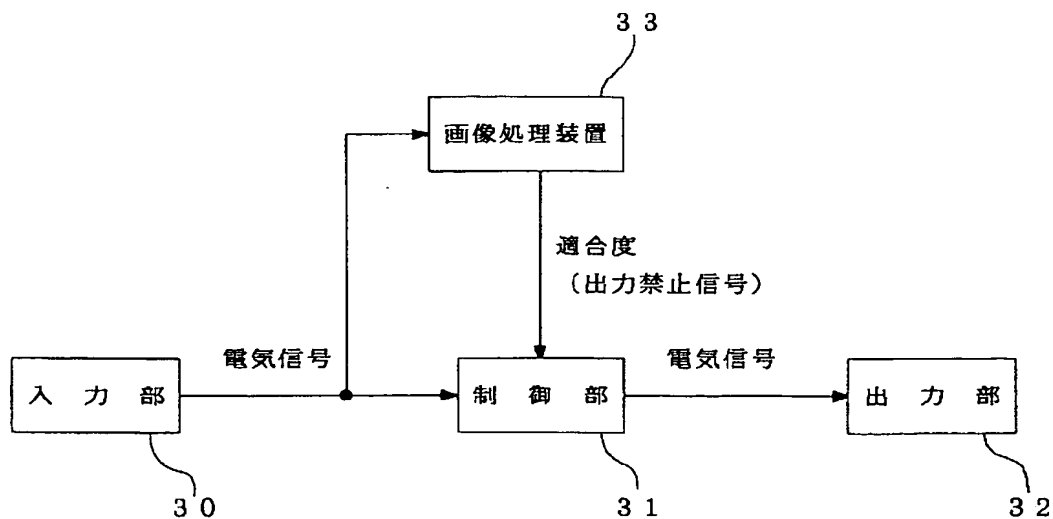 33
画像処理装置
適合度
（出力禁止信号）
電気信号
電気信号
入力部
制御部
出力部
30
31
32